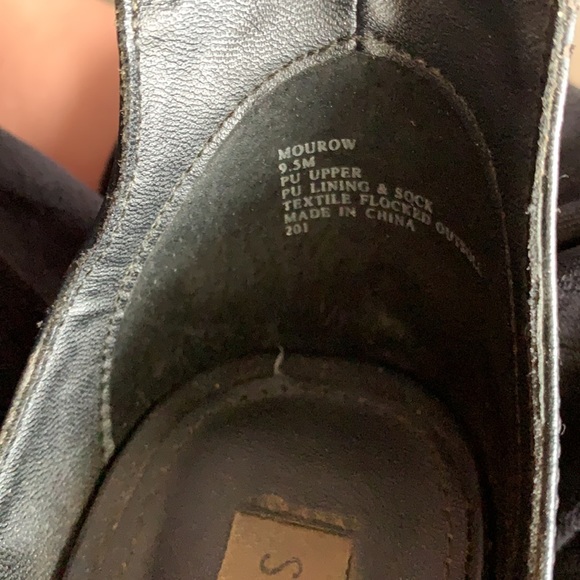 MOUROW
9.5M
PU UPPER
PU LINING & SOCK
TEXTILE FLOCKED OUTSOLE
MADE IN CHINA
201
S